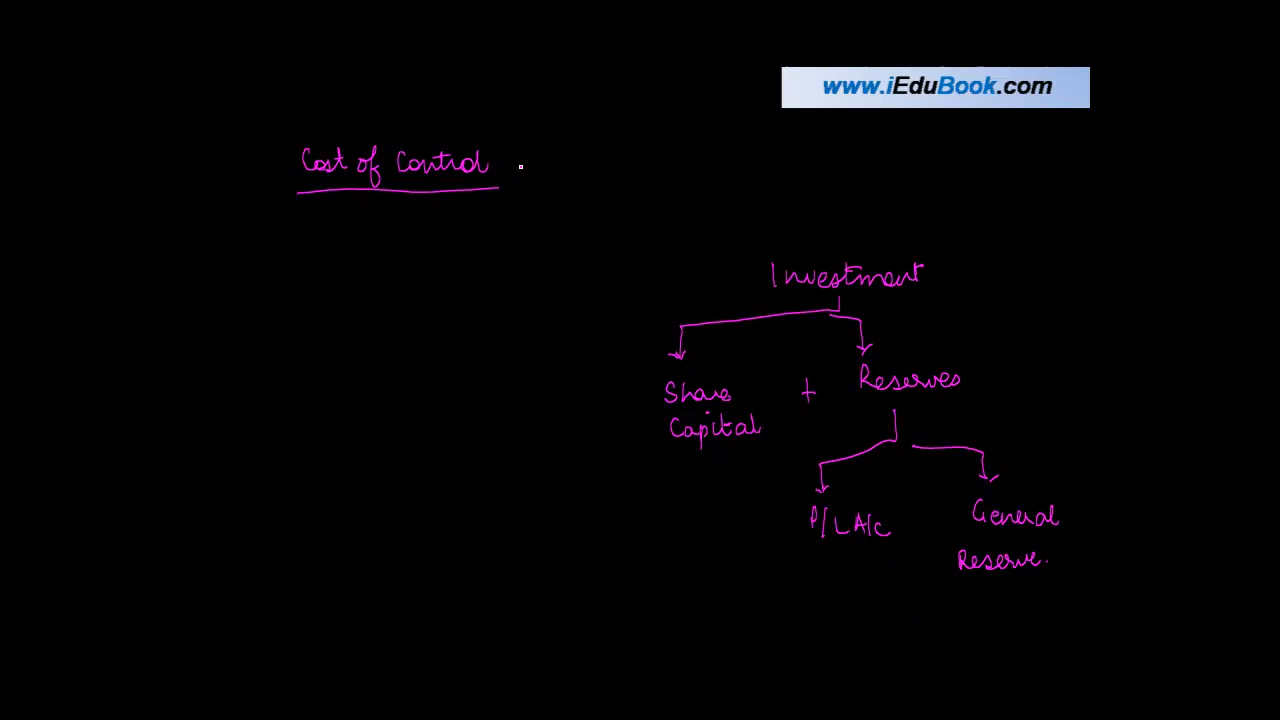 www.iEduBook.com
Cost of Control
Investment
Share + Reserves
Capital
P/L A/c General
Reserve.